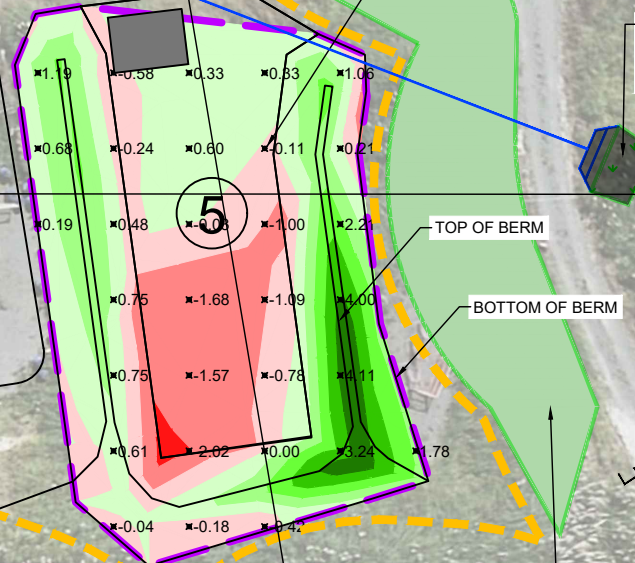 1.19 -0.58 0.33 0.33 1.06
0.68 -0.24 0.60 -0.11 0.21
0.19 0.48 -0.03 -1.00 2.21
5
TOP OF BERM
0.75 -1.68 -1.09 4.00
BOTTOM OF BERM
0.75 -1.57 -0.78 4.11
0.61 -2.02 0.00 3.24 1.78
-0.04 -0.18 -0.42